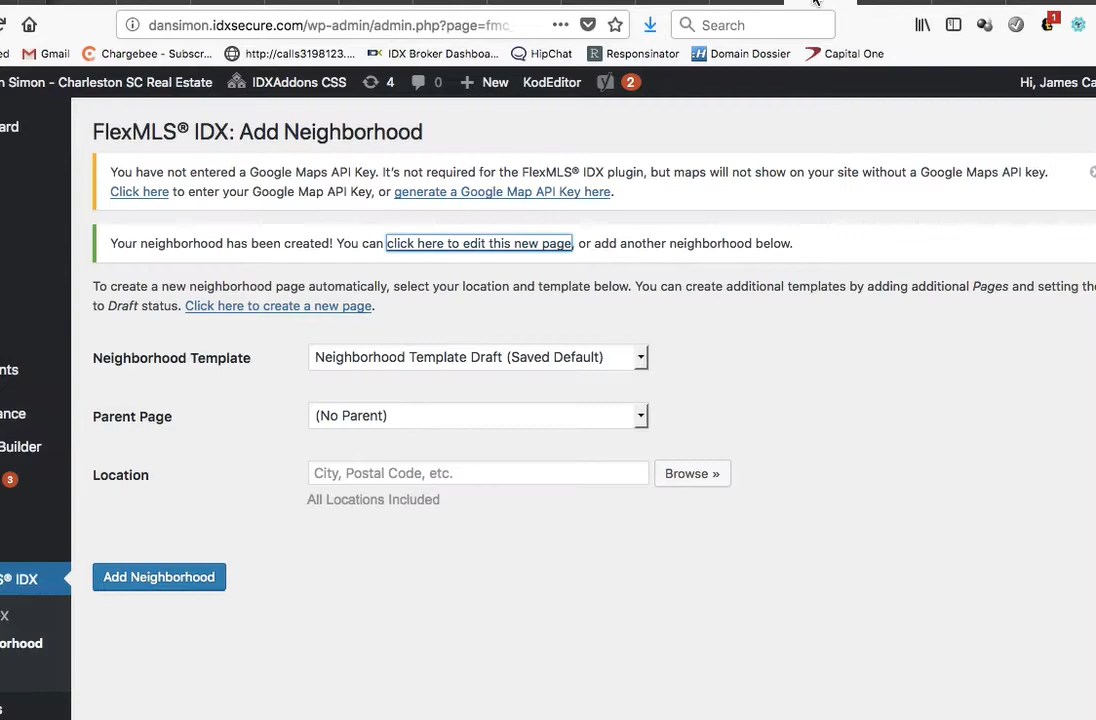 dansimon.idxsecure.com/wp-admin/admin.php?page=fmc_
Search
1
ed Gmail Chargebee - Subscr... http://calls3198123.... IDX Broker Dashboa... HipChat Responsinator Domain Dossier Capital One
n Simon - Charleston SC Real Estate IDXAddons CSS 4 0 New KodEditor 2 Hi, James Ca
ard
FlexMLS® IDX: Add Neighborhood
You have not entered a Google Maps API Key. It's not required for the FlexMLS® IDX plugin, but maps will not show on your site without a Google Maps API key.
Click here to enter your Google Map API Key, or generate a Google Map API Key here.
Your neighborhood has been created! You can click here to edit this new page, or add another neighborhood below.
To create a new neighborhood page automatically, select your location and template below. You can create additional templates by adding additional Pages and setting the
to Draft status. Click here to create a new page.
Neighborhood Template Neighborhood Template Draft (Saved Default)
nts
Parent Page (No Parent)
ance
Builder
Location City, Postal Code, etc. Browse »
3
All Locations Included
S® IDX Add Neighborhood
X
orhood
s